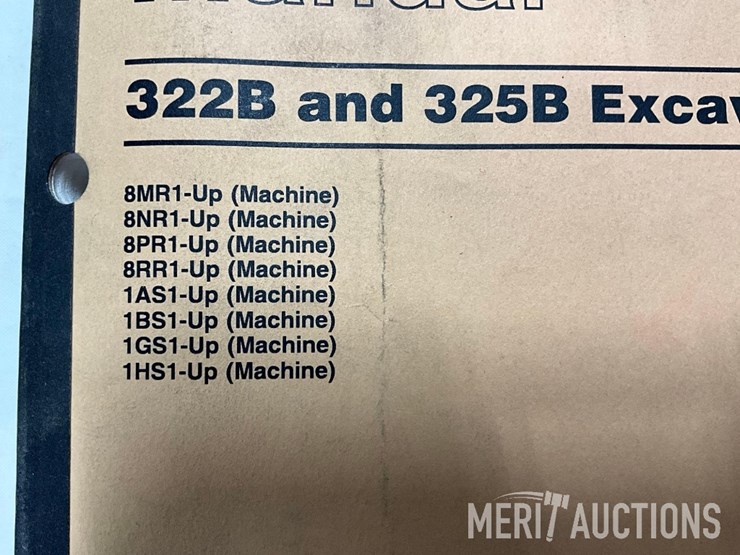 Manual
322B and 325B Excav
8MR1-Up (Machine)
8NR1-Up (Machine)
8PR1-Up (Machine)
8RR1-Up (Machine)
1AS1-Up (Machine)
1BS1-Up (Machine)
1GS1-Up (Machine)
1HS1-Up (Machine)
MERIT AUCTIONS